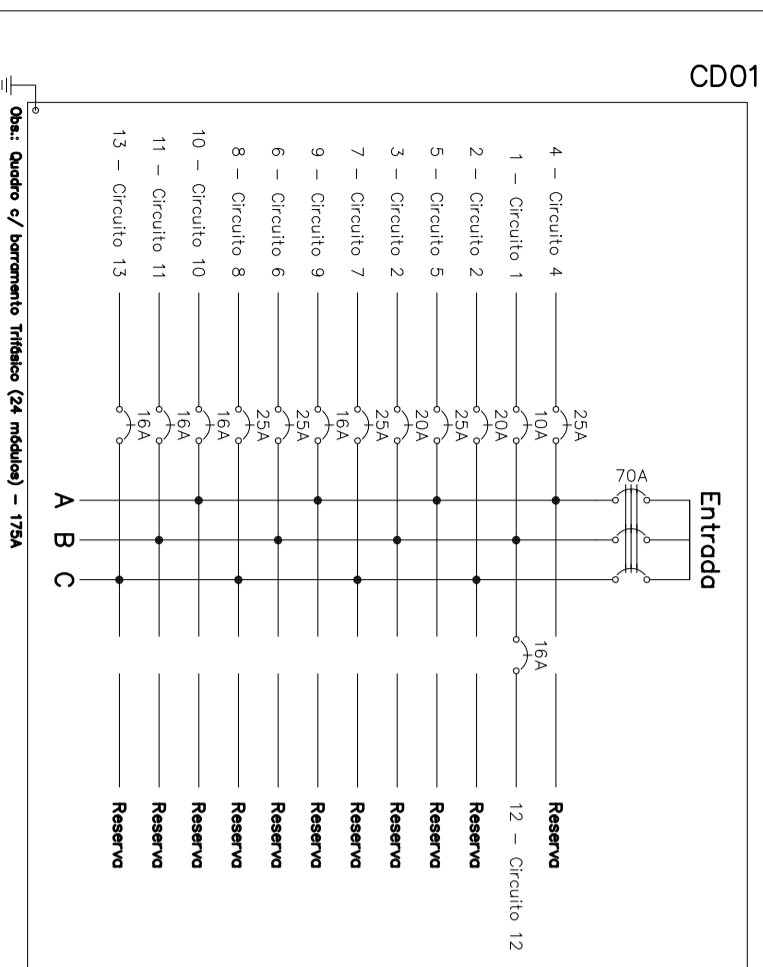 CD01
Entrada
70A
4 - Circuito 4
25A
Reserva
1 - Circuito 1
10A
16A
12 - Circuito 12
2 - Circuito 2
20A
Reserva
5 - Circuito 5
25A
Reserva
3 - Circuito 2
20A
Reserva
7 - Circuito 7
25A
Reserva
9 - Circuito 9
16A
Reserva
6 - Circuito 6
25A
Reserva
8 - Circuito 8
25A
Reserva
10 - Circuito 10
16A
Reserva
11 - Circuito 11
16A
Reserva
13 - Circuito 13
16A
Reserva
A
B
C
Obs.: Quadro c/ barramento Trifásico (24 módulos) - 175A